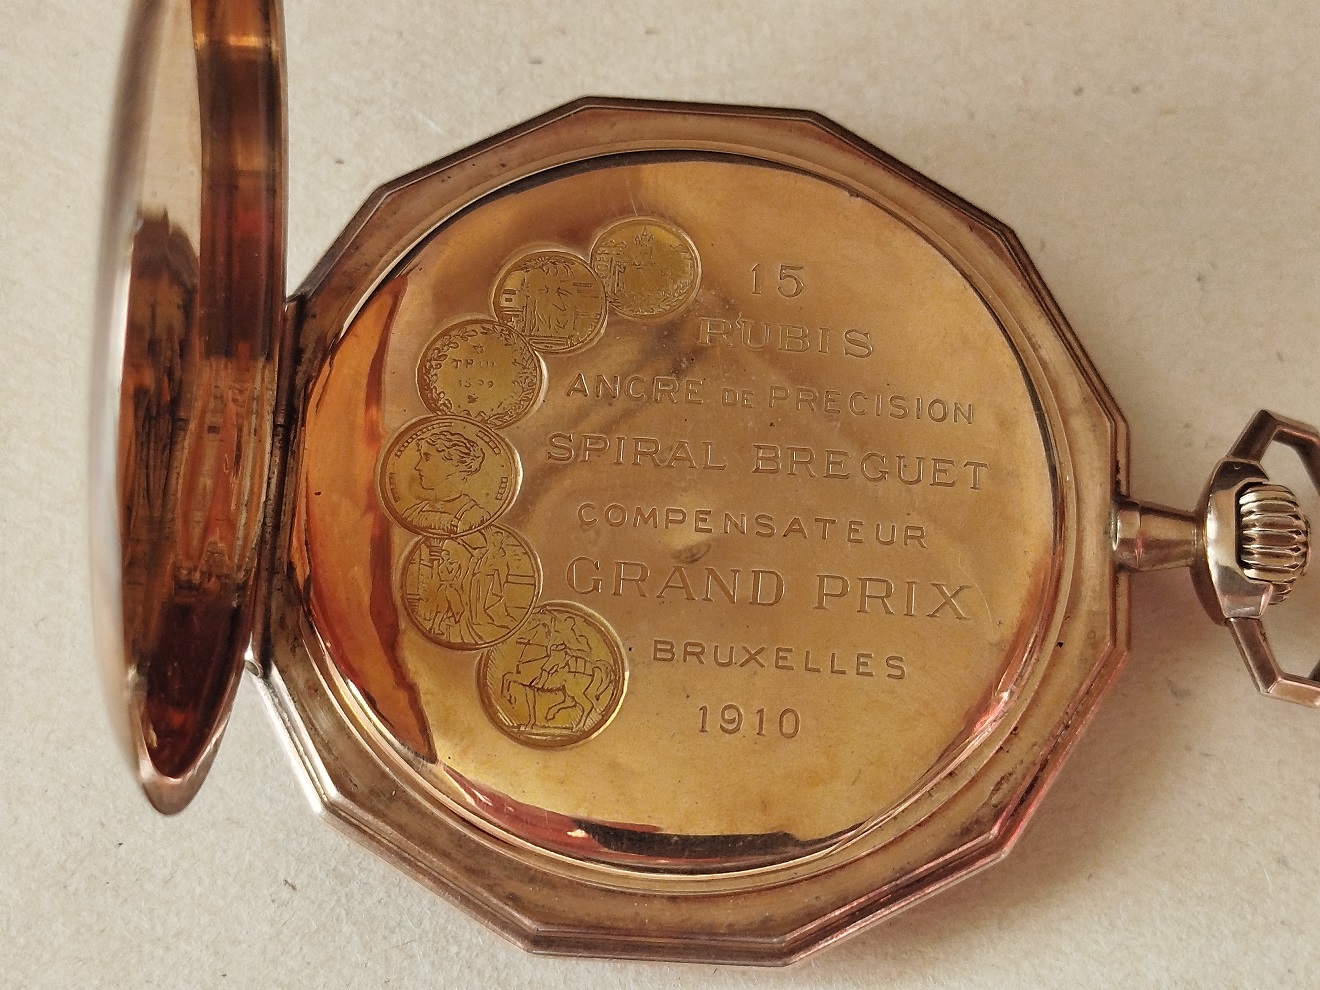 15
RUBIS
ANCRE DE PRECISION
SPIRAL BREGUET
COMPENSATEUR
GRAND PRIX
BRUXELLES
1910